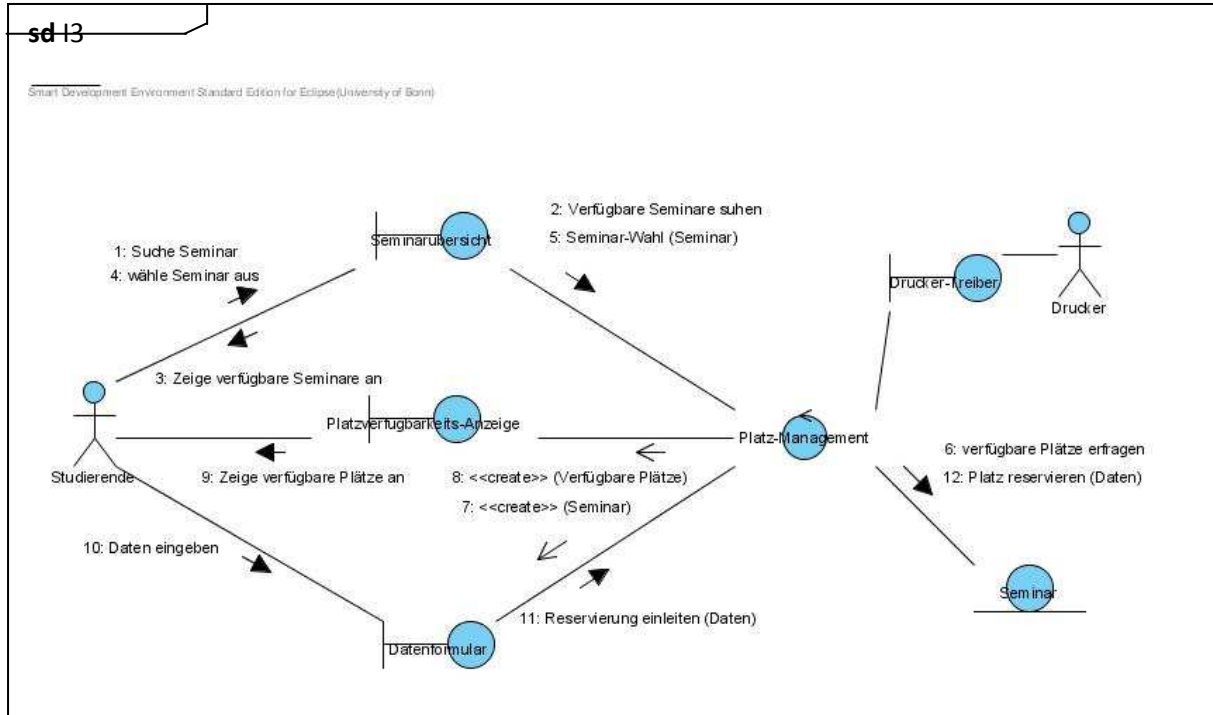 sd I3
Smart Development Environment Standard Edition for Eclipse(University of Bonn)
2: Verfügbare Seminare suhen
5: Seminar-Wahl (Seminar)
Seminarübersicht
1: Suche Seminar
4: wähle Seminar aus
Drucker-Treiber
Drucker
3: Zeige verfügbare Seminare an
Platzverfügbarkeits-Anzeige
Platz-Management
Studierende
9: Zeige verfügbare Plätze an
8: <<create>> (Verfügbare Plätze)
7: <<create>> (Seminar)
6: verfügbare Plätze erfragen
12: Platz reservieren (Daten)
10: Daten eingeben
Seminar
11: Reservierung einleiten (Daten)
Datenformular